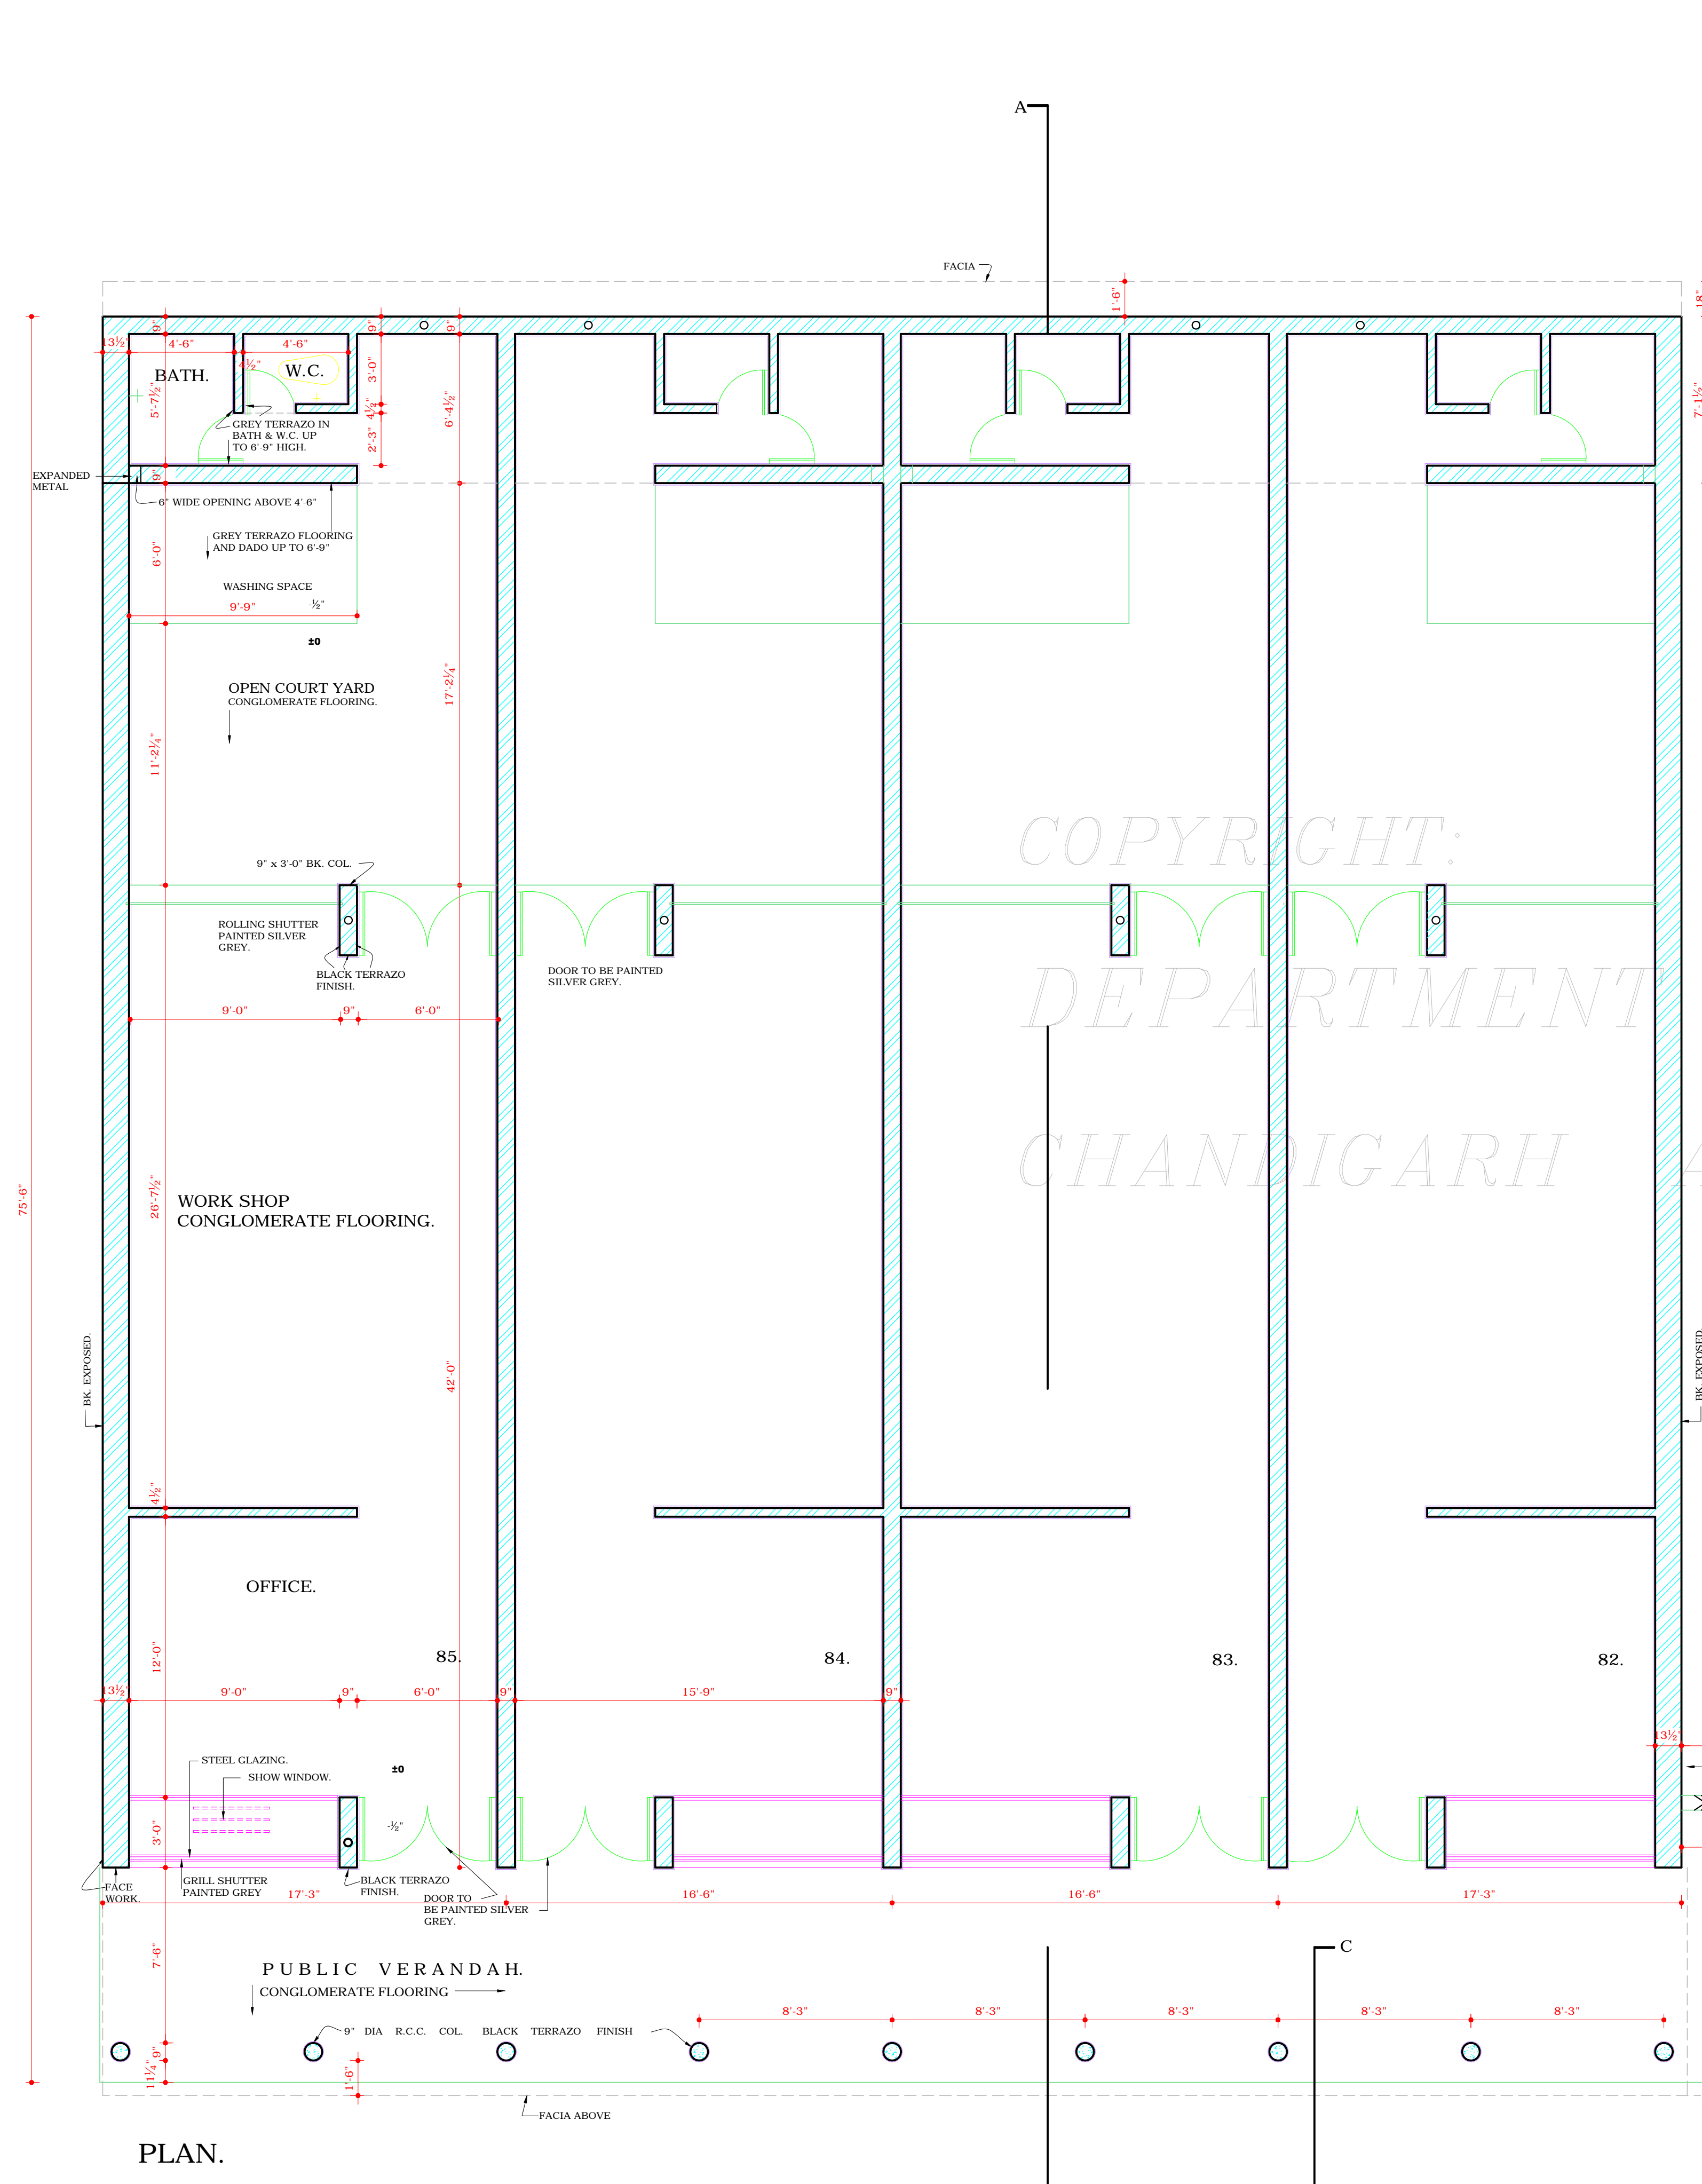 A
FACIA
1'-6"
18"
9"
9"
9"
13½"
4'-6"
4½"
4'-6"
BATH.
W.C.
5'-7½"
3'-0"
4½"
2'-3"
6'-4½"
7'-1½"
GREY TERRAZO IN
BATH & W.C. UP
TO 6'-9" HIGH.
EXPANDED
METAL
9"
6" WIDE OPENING ABOVE 4'-6"
GREY TERRAZO FLOORING
AND DADO UP TO 6'-9"
6'-0"
WASHING SPACE
9'-9"
-½"
±0
OPEN COURT YARD
CONGLOMERATE FLOORING.
17'-2¼"
11'-2¼"
COPYRIGHT:
9" x 3'-0" BK. COL.
ROLLING SHUTTER
PAINTED SILVER
GREY.
BLACK TERRAZO
FINISH.
DOOR TO BE PAINTED
SILVER GREY.
DEPARTMENT
9'-0"
9"
6'-0"
CHANDIGARH A
75'-6"
26'-7½"
WORK SHOP
CONGLOMERATE FLOORING.
BK. EXPOSED.
42'-0"
BK. EXPOSED.
4½"
OFFICE.
12'-0"
85.
84.
83.
82.
13½"
9'-0"
9"
6'-0"
9"
15'-9"
9"
13½"
STEEL GLAZING.
SHOW WINDOW.
±0
3'-0"
-½"
FACE
WORK.
GRILL SHUTTER
PAINTED GREY
BLACK TERRAZO
FINISH.
DOOR TO
BE PAINTED SILVER
GREY.
17'-3"
16'-6"
16'-6"
17'-3"
7'-6"
C
PUBLIC VERANDAH.
CONGLOMERATE FLOORING
8'-3"
8'-3"
8'-3"
8'-3"
8'-3"
9" DIA R.C.C. COL. BLACK TERRAZO FINISH
9"
11¼"
1'-6"
FACIA ABOVE
PLAN.